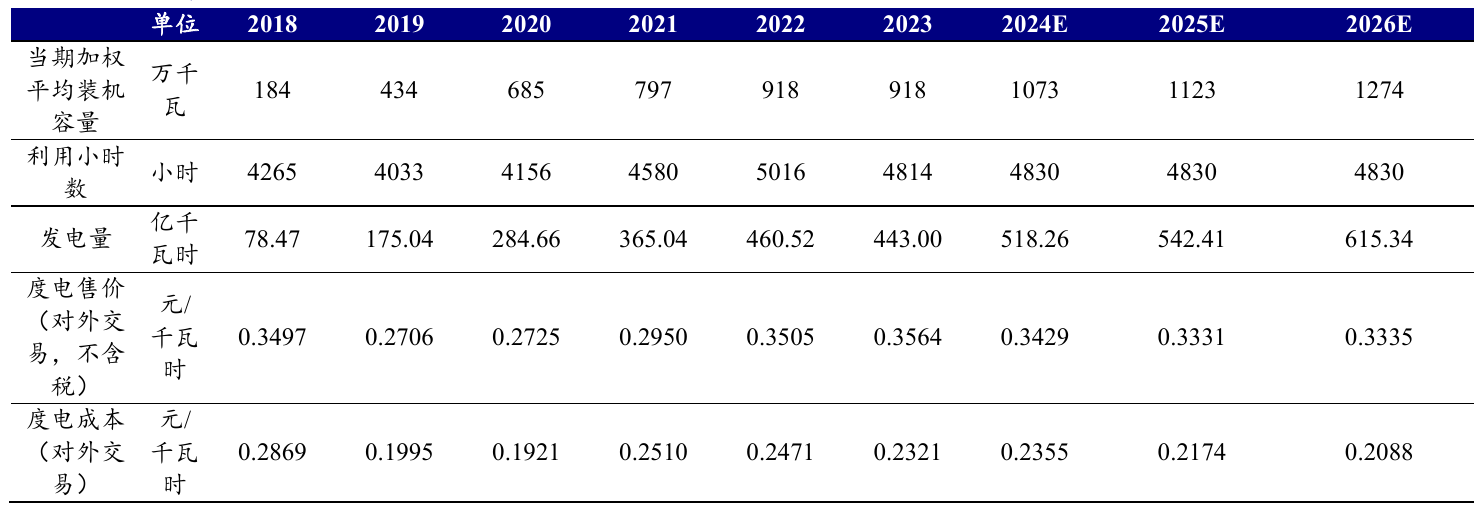 单位 2018 2019 2020 2021 2022 2023 2024E 2025E 2026E
当期加权
平均装机
容量
万千
瓦
184 434 685 797 918 918 1073 1123 1274
利用小时
数
小时
4265 4033 4156 4580 5016 4814 4830 4830 4830
发电量
亿千
瓦时
78.47 175.04 284.66 365.04 460.52 443.00 518.26 542.41 615.34
度电售价
（对外交
易，不含
税）
元/
千瓦
时
0.3497 0.2706 0.2725 0.2950 0.3505 0.3564 0.3429 0.3331 0.3335
度电成本
（对外交
易）
元/
千瓦
时
0.2869 0.1995 0.1921 0.2510 0.2471 0.2321 0.2355 0.2174 0.2088